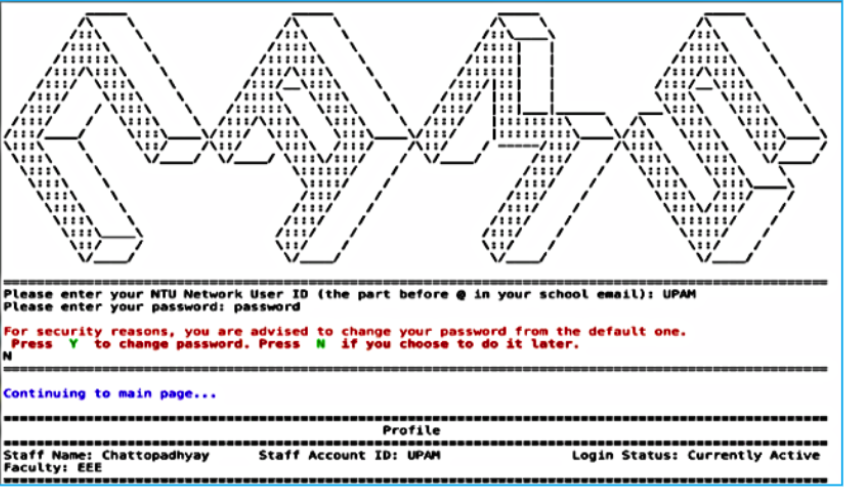 Please enter your NTU Network User ID (the part before @ in your school email): UPAM
Please enter your password: password
For security reasons, you are advised to change your password from the default one.
Press Y to change password. Press N if you choose to do it later.
N
Continuing to main page...
Profile
Staff Name: Chattopadhyay Staff Account ID: UPAM Login Status: Currently Active
Faculty: EEE